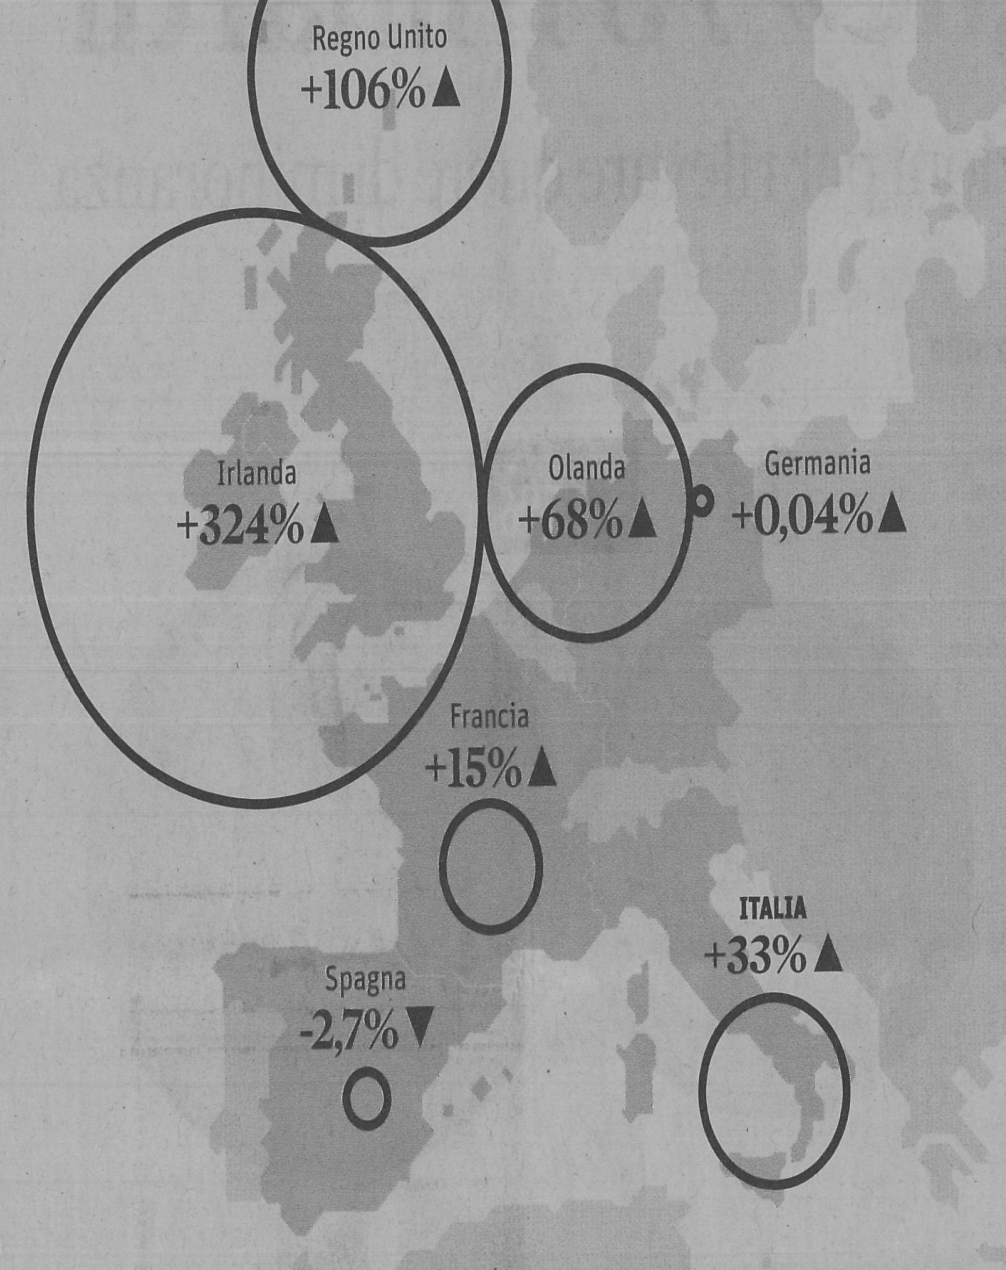 Regno Unito
+106% ▲
Irlanda
+324% ▲
Olanda
+68% ▲
Germania
+0,04% ▲
Francia
+15% ▲
ITALIA
+33% ▲
Spagna
-2,7% ▼